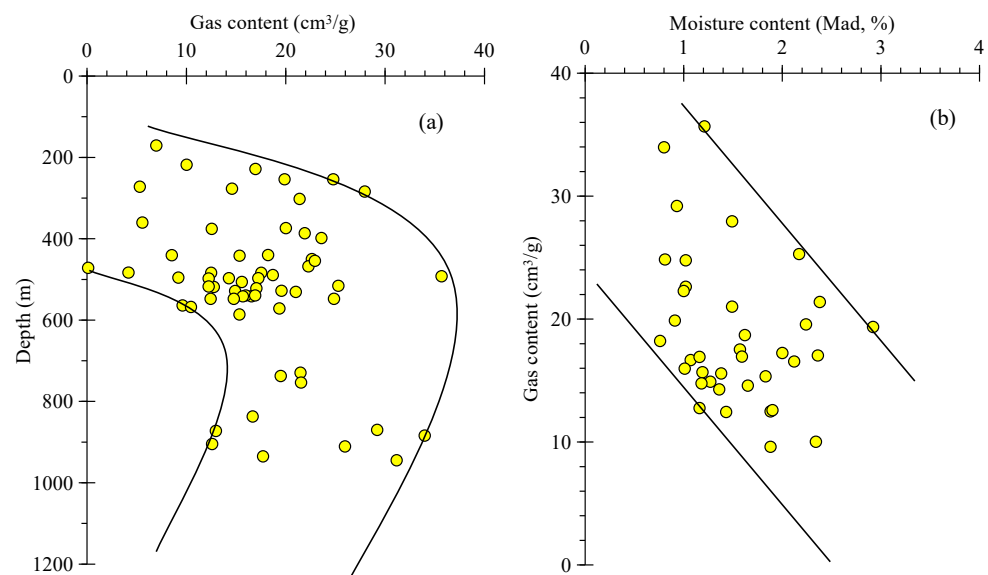 Gas content (cm³/g)
0 10 20 30 40
0
200
400
600
800
1000
1200
Depth (m)
(a)
Moisture content (Mad, %)
0 1 2 3 4
40
30
20
10
0
Gas content (cm³/g)
(b)